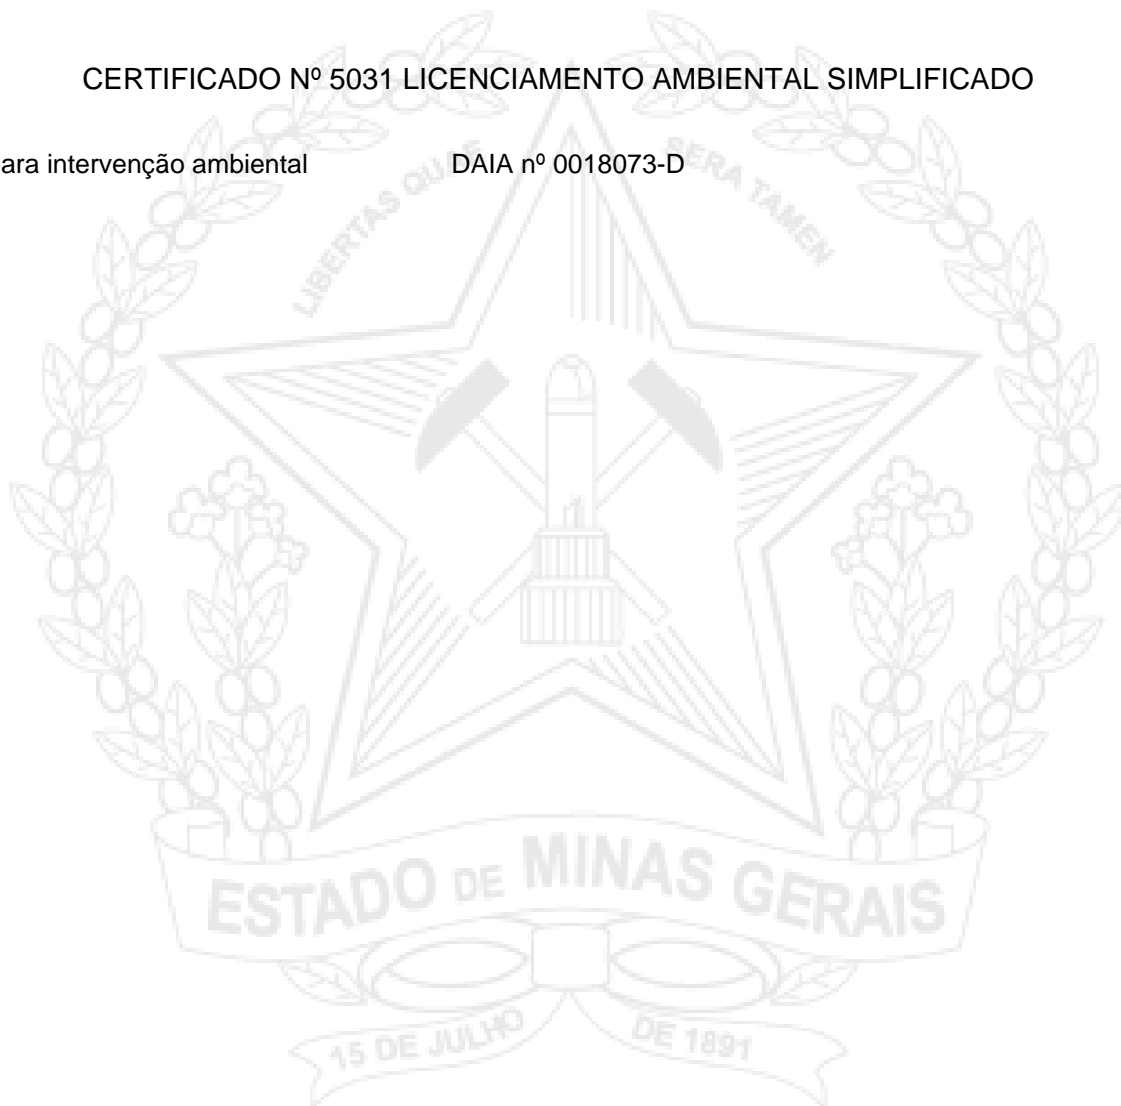 CERTIFICADO Nº 5031 LICENCIAMENTO AMBIENTAL SIMPLIFICADO
ara intervenção ambiental DAIA nº 0018073-D
LIBERTAS QUÆ SERA TAMEN
ESTADO DE MINAS GERAIS
15 DE JULHO DE 1891